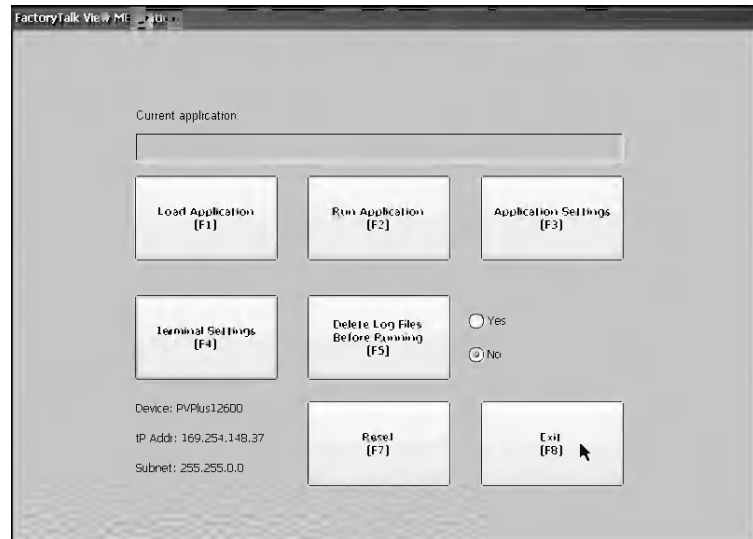 FactoryTalk View ME Station
Current application:
Load Application
[F1]
Run Application
[F2]
Application Settings
[F3]
Terminal Settings
[F4]
Delete Log Files
Before Running
[F5]
Yes
No
Device: PVPlus12600
IP Addr: 169.254.148.37
Subnet: 255.255.0.0
Reset
[F7]
Exit
[F8]